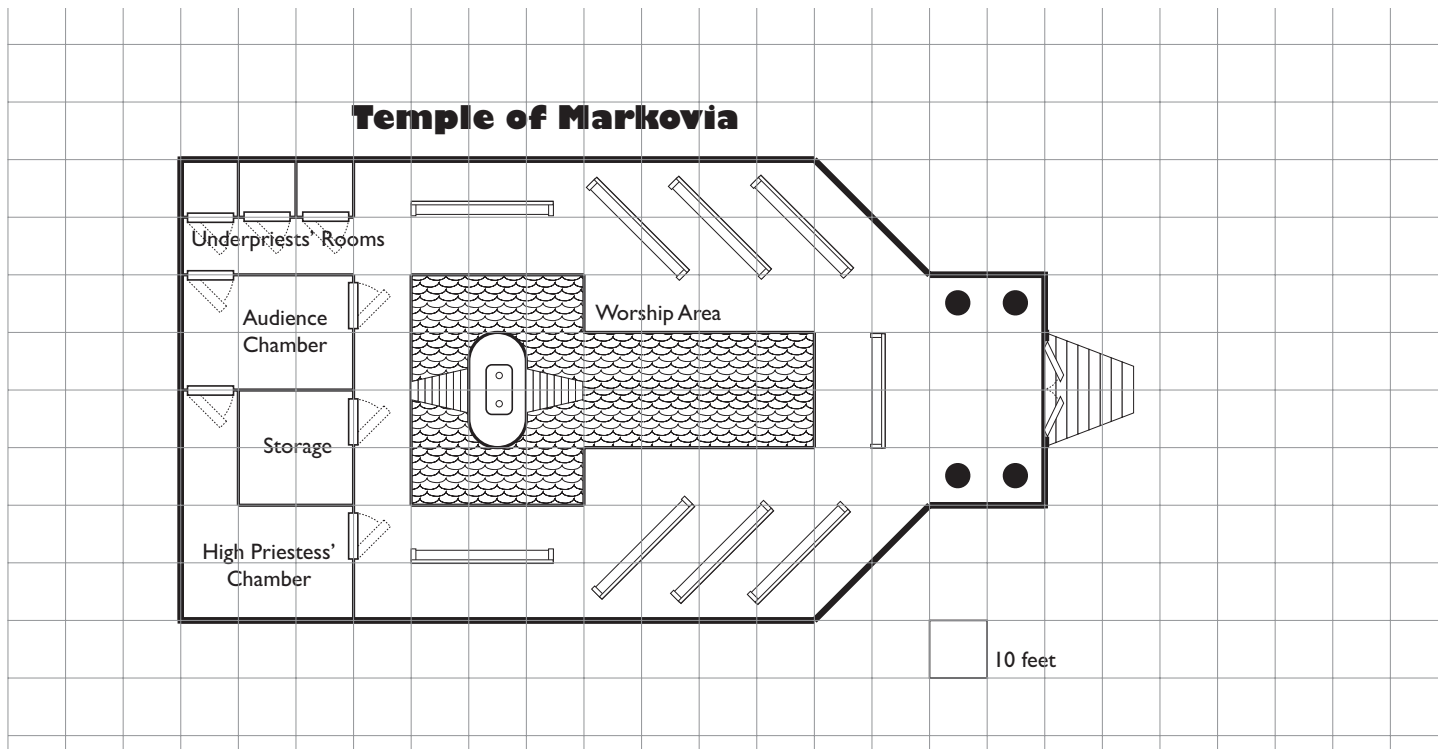 Temple of Markovia
Underpriests’ Rooms
Worship Area
Audience
Chamber
Storage
High Priestess’
Chamber
10 feet